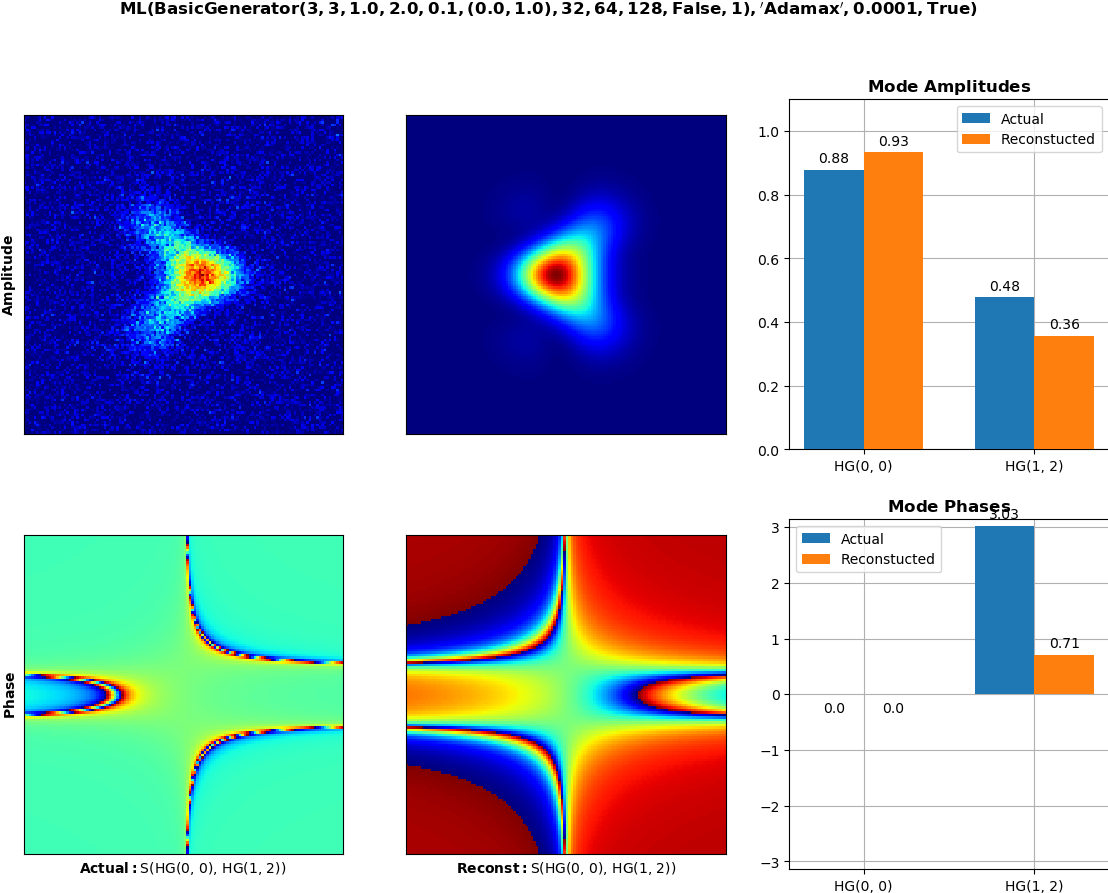 ML(BasicGenerator(3, 3, 1.0, 2.0, 0.1, (0.0, 1.0), 32, 64, 128, False, 1), 'Adamax', 0.0001, True)
Amplitude
Mode Amplitudes
Actual
Reconstucted
1.0
0.8
0.6
0.4
0.2
0.0
0.88
0.93
0.48
0.36
HG(0, 0)
HG(1, 2)
Phase
Actual: S(HG(0, 0), HG(1, 2))
Reconst: S(HG(0, 0), HG(1, 2))
Mode Phases
Actual
Reconstucted
3
2
1
0
−1
−2
−3
0.0
0.0
3.03
0.71
HG(0, 0)
HG(1, 2)